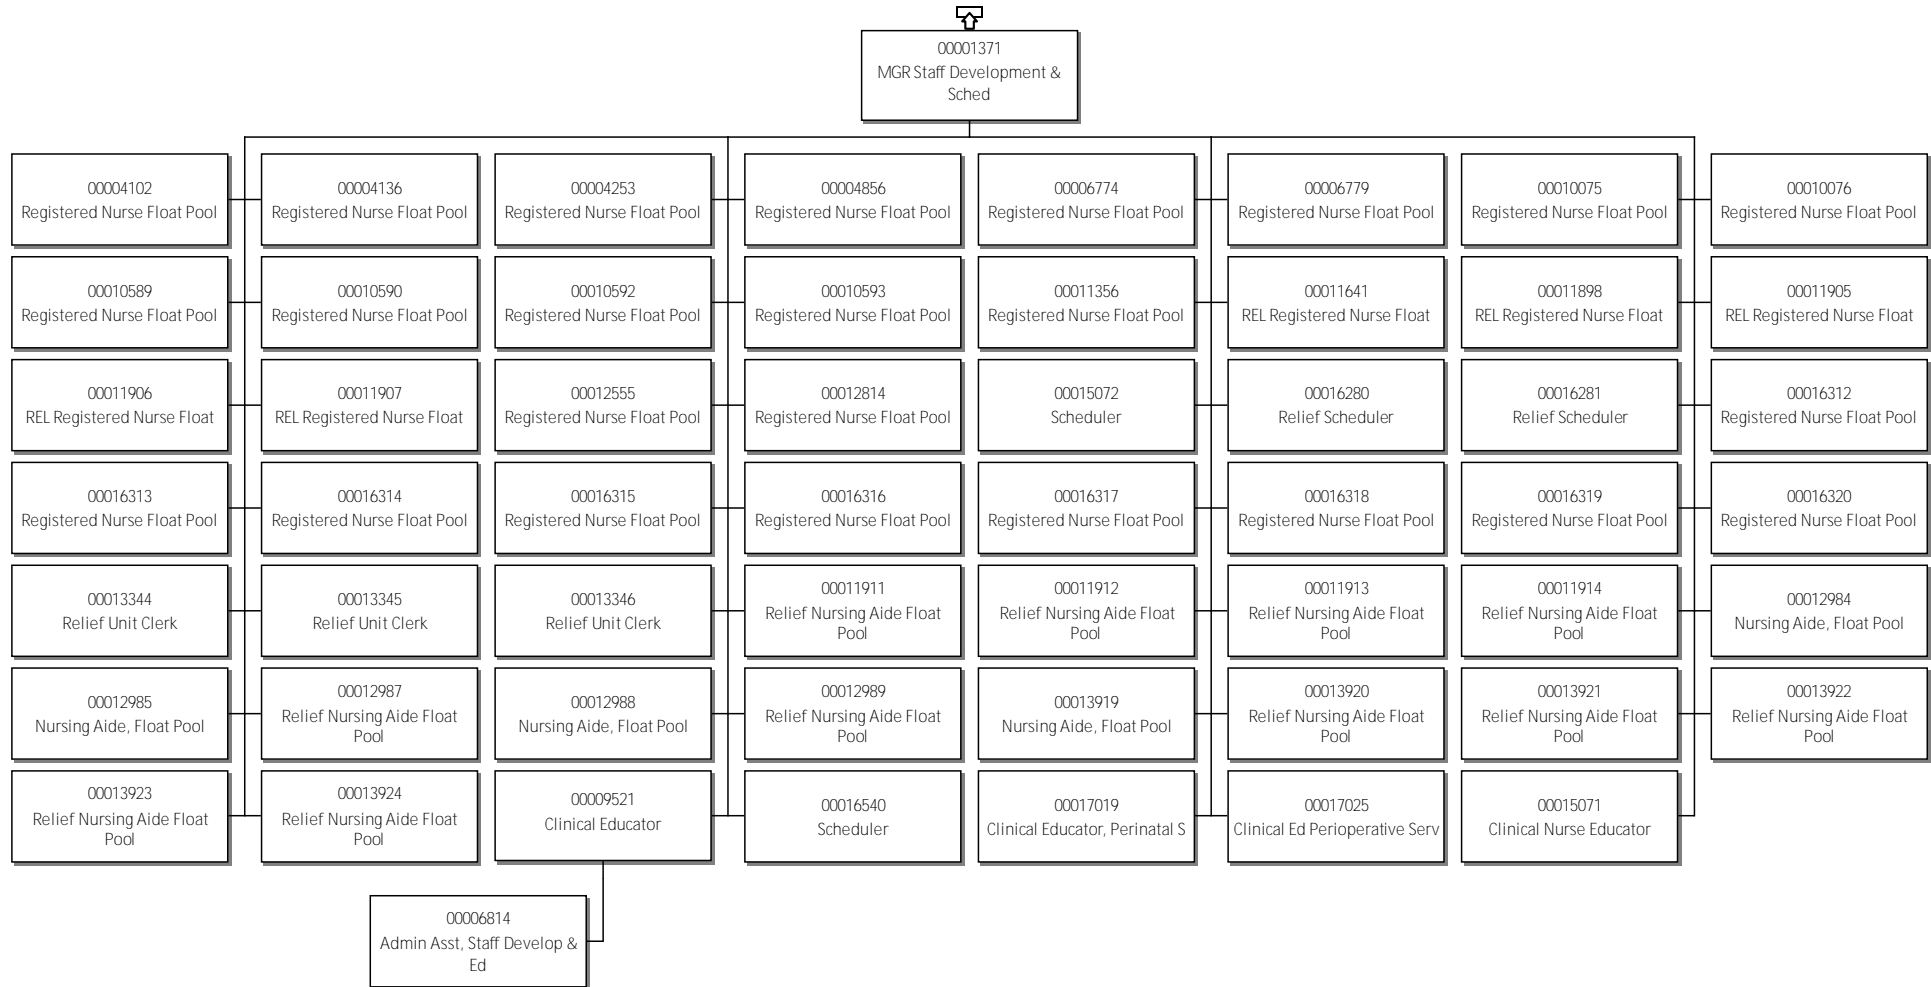 00001371
MGR Staff Development &
Sched
00004102
Registered Nurse Float Pool
00004136
Registered Nurse Float Pool
00004253
Registered Nurse Float Pool
00004856
Registered Nurse Float Pool
00006774
Registered Nurse Float Pool
00006779
Registered Nurse Float Pool
00010075
Registered Nurse Float Pool
00010076
Registered Nurse Float Pool
00010589
Registered Nurse Float Pool
00010590
Registered Nurse Float Pool
00010592
Registered Nurse Float Pool
00010593
Registered Nurse Float Pool
00011356
Registered Nurse Float Pool
00011641
REL Registered Nurse Float
00011898
REL Registered Nurse Float
00011905
REL Registered Nurse Float
00011906
REL Registered Nurse Float
00011907
REL Registered Nurse Float
00012555
Registered Nurse Float Pool
00012814
Registered Nurse Float Pool
00015072
Scheduler
00016280
Relief Scheduler
00016281
Relief Scheduler
00016312
Registered Nurse Float Pool
00016313
Registered Nurse Float Pool
00016314
Registered Nurse Float Pool
00016315
Registered Nurse Float Pool
00016316
Registered Nurse Float Pool
00016317
Registered Nurse Float Pool
00016318
Registered Nurse Float Pool
00016319
Registered Nurse Float Pool
00016320
Registered Nurse Float Pool
00013344
Relief Unit Clerk
00013345
Relief Unit Clerk
00013346
Relief Unit Clerk
00011911
Relief Nursing Aide Float
Pool
00011912
Relief Nursing Aide Float
Pool
00011913
Relief Nursing Aide Float
Pool
00011914
Relief Nursing Aide Float
Pool
00012984
Nursing Aide, Float Pool
00012985
Nursing Aide, Float Pool
00012987
Relief Nursing Aide Float
Pool
00012988
Nursing Aide, Float Pool
00012989
Relief Nursing Aide Float
Pool
00013919
Nursing Aide, Float Pool
00013920
Relief Nursing Aide Float
Pool
00013921
Relief Nursing Aide Float
Pool
00013922
Relief Nursing Aide Float
Pool
00013923
Relief Nursing Aide Float
Pool
00013924
Relief Nursing Aide Float
Pool
00009521
Clinical Educator
00016540
Scheduler
00017019
Clinical Educator, Perinatal S
00017025
Clinical Ed Perioperative Serv
00015071
Clinical Nurse Educator
00006814
Admin Asst, Staff Develop &
Ed